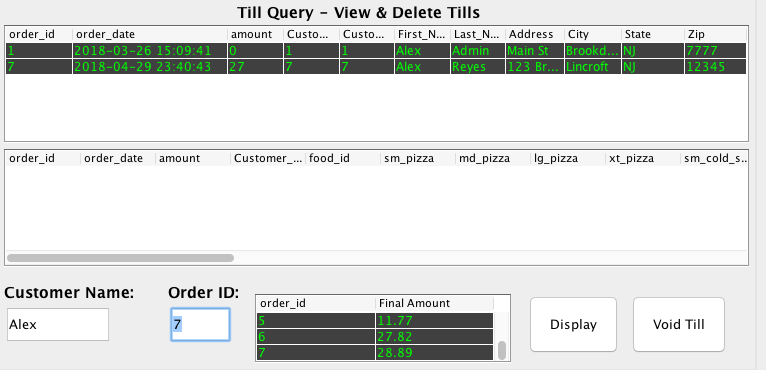 Till Query - View & Delete Tills
order_id order_date amount Custo... Custo... First_N... Last_N... Address City State Zip
1 2018-03-26 15:09:41 0 1 1 Alex Admin Main St Brookd... NJ 7777
7 2018-04-29 23:40:43 27 7 7 Alex Reyes 123 Br... Lincroft NJ 12345
order_id order_date amount Customer_... food_id sm_pizza md_pizza lg_pizza xt_pizza sm_cold_s...
Customer Name: Order ID:
order_id Final Amount
Alex 7
5 11.77
6 27.82
7 28.89
Display Void Till